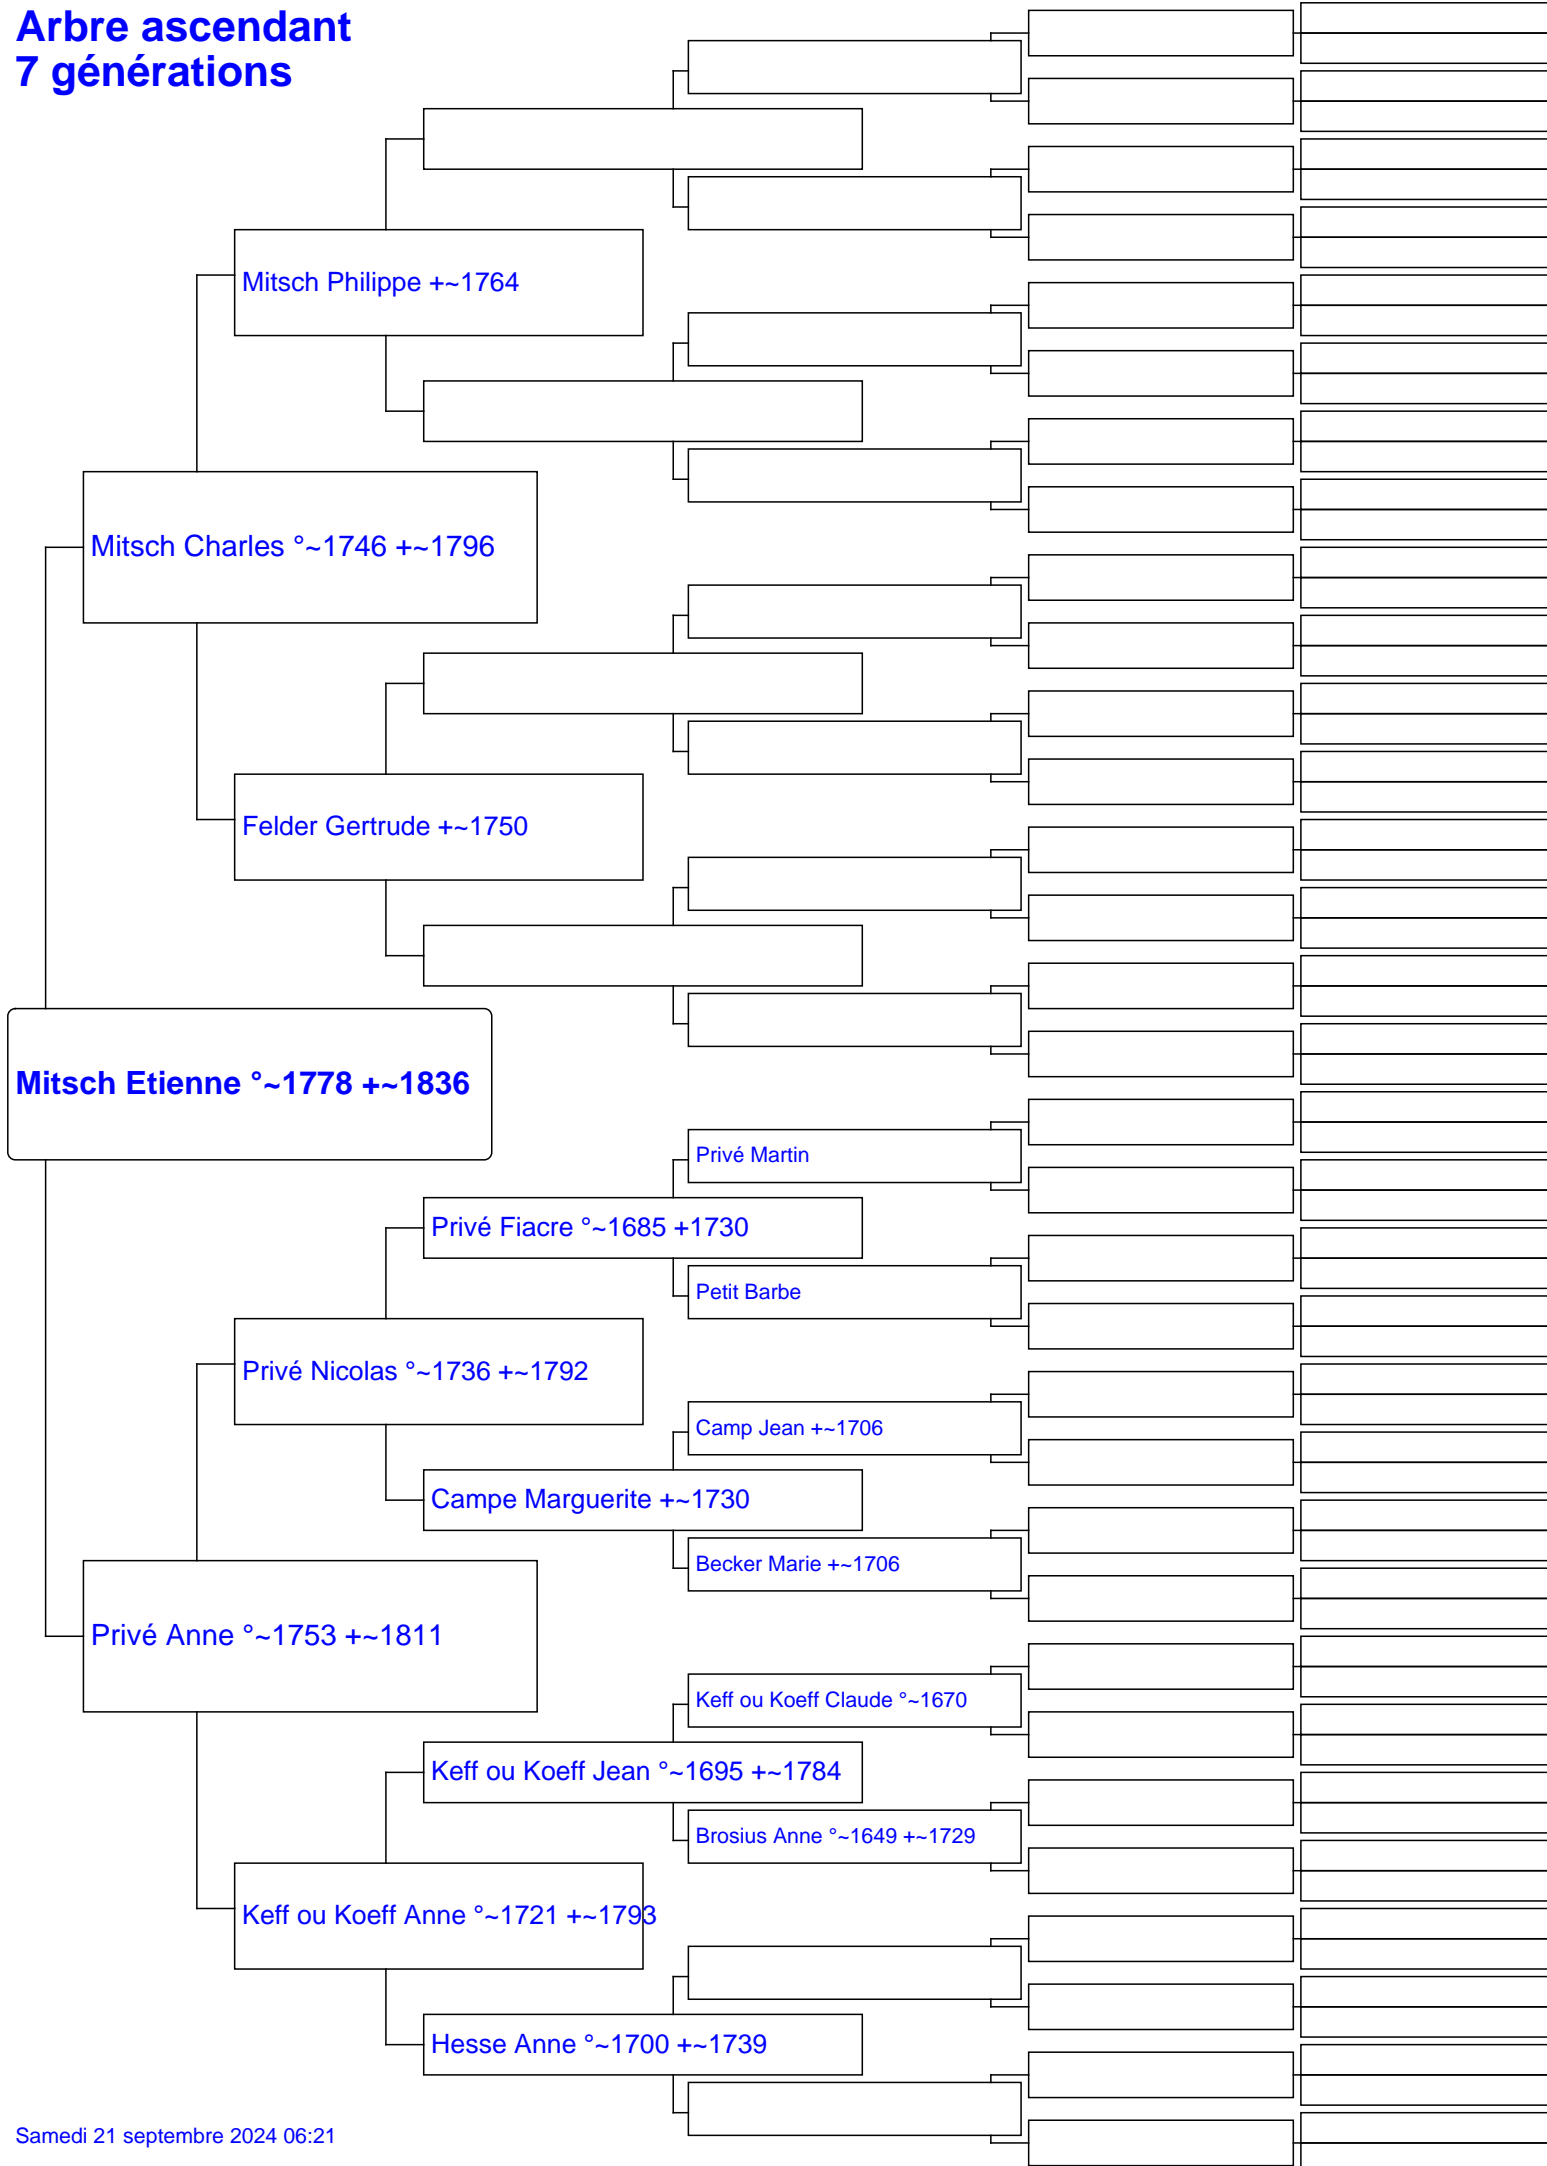 Arbre ascendant
7 générations
Mitsch Philippe +~1764
Mitsch Charles °~1746 +~1796
Felder Gertrude +~1750
Mitsch Etienne °~1778 +~1836
Privé Martin
Privé Fiacre °~1685 +1730
Petit Barbe
Privé Nicolas °~1736 +~1792
Camp Jean +~1706
Campe Marguerite +~1730
Becker Marie +~1706
Privé Anne °~1753 +~1811
Keff ou Koeff Claude °~1670
Keff ou Koeff Jean °~1695 +~1784
Brosius Anne °~1649 +~1729
Keff ou Koeff Anne °~1721 +~1793
Hesse Anne °~1700 +~1739
Samedi 21 septembre 2024 06:21